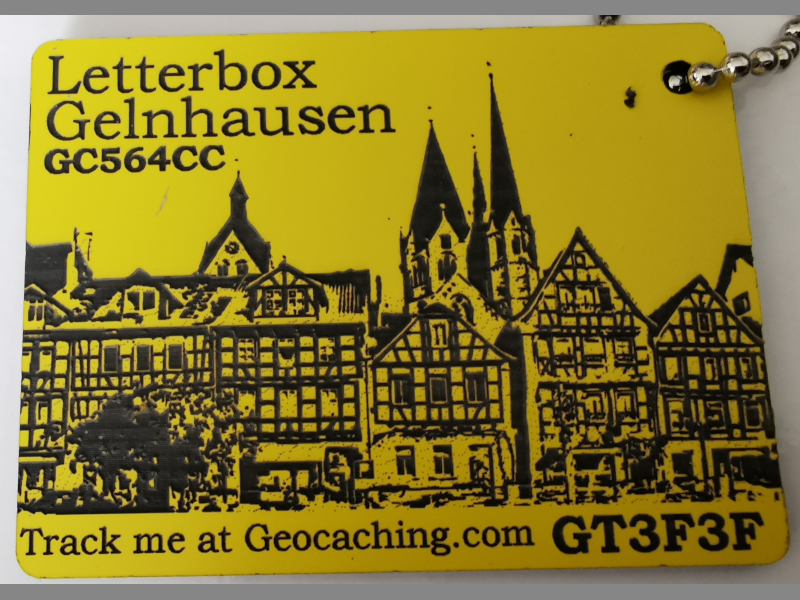 Letterbox
Gelnhausen
GC564CC
Track me at Geocaching.com GT3F3F